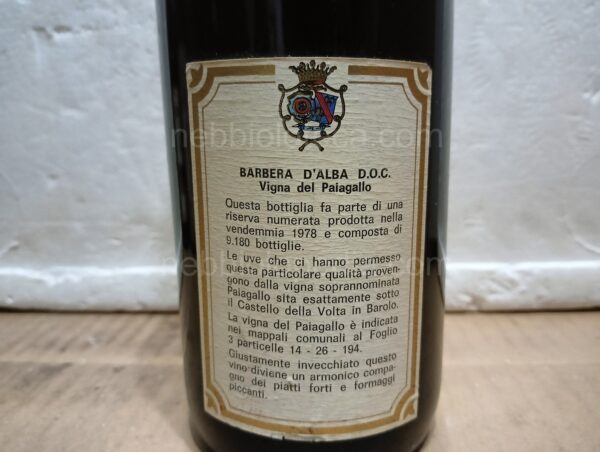 BARBERA D'ALBA D.O.C.
Vigna del Paiagallo
Questa bottiglia fa parte di una
riserva numerata prodotta nella
vendemmia 1978 e composta di
9.180 bottiglie.
Le uve che ci hanno permesso
questa particolare qualità proven-
gono dalla vigna soprannominata
Paiagallo sita esattamente sotto
il Castello della Volta in Barolo.
La vigna del Paiagallo è indicata
nei mappali comunali al Foglio
3 particelle 14 - 26 - 194.
Giustamente invecchiato questo
vino diviene un armonico compa-
gno dei piatti forti e formaggi
piccanti.